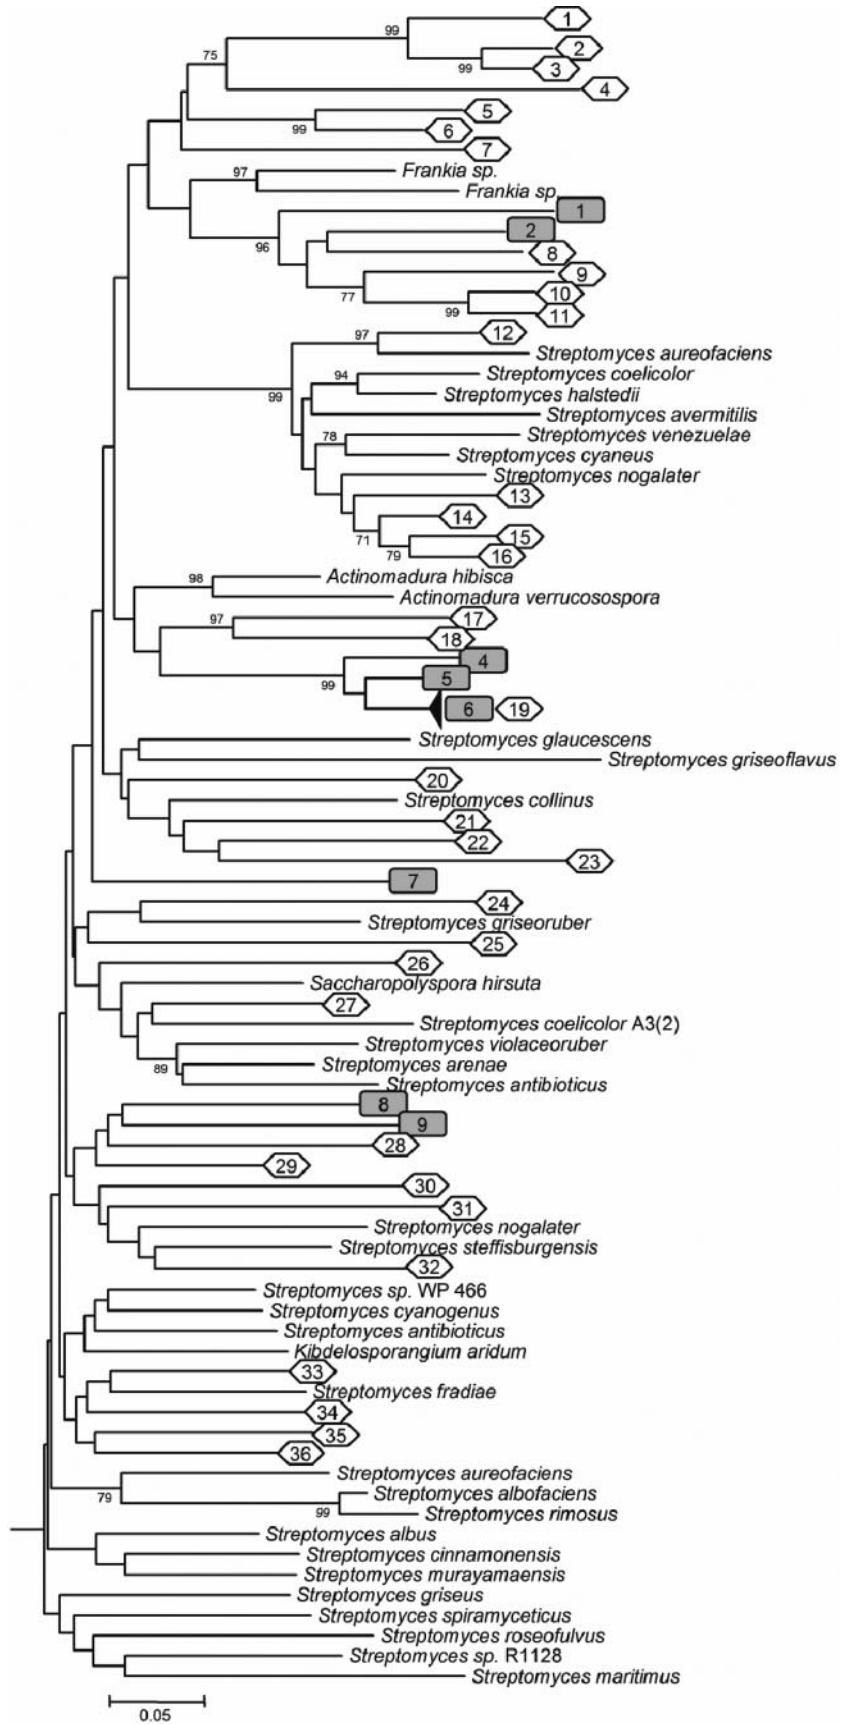 1
99
2
75
3
99
4
5
6
99
7
97
Frankia sp.
Frankia sp
1
2
96
8
9
10
77
11
99
12
97
Streptomyces aureofaciens
94
Streptomyces coelicolor
99
Streptomyces halstedii
Streptomyces avermitilis
78
Streptomyces venezuelae
Streptomyces cyaneus
Streptomyces nogalater
13
14
71
15
79
16
98
Actinomadura hibisca
Actinomadura verrucosospora
97
17
18
4
99
5
6
19
Streptomyces glaucescens
Streptomyces griseoflavus
20
Streptomyces collinus
21
22
23
7
24
Streptomyces griseoruber
25
26
Saccharopolyspora hirsuta
27
Streptomyces coelicolor A3(2)
Streptomyces violaceoruber
89
Streptomyces arenae
Streptomyces antibioticus
8
9
28
29
30
31
Streptomyces nogalater
Streptomyces steffisburgensis
32
Streptomyces sp. WP 466
Streptomyces cyanogenus
Streptomyces antibioticus
Kibdelosporangium aridum
33
Streptomyces fradiae
34
35
36
Streptomyces aureofaciens
79
Streptomyces albofaciens
99
Streptomyces rimosus
Streptomyces albus
Streptomyces cinnamonensis
Streptomyces murayamaensis
Streptomyces griseus
Streptomyces spiramyceticus
Streptomyces roseofulvus
Streptomyces sp. R1128
Streptomyces maritimus
0.05